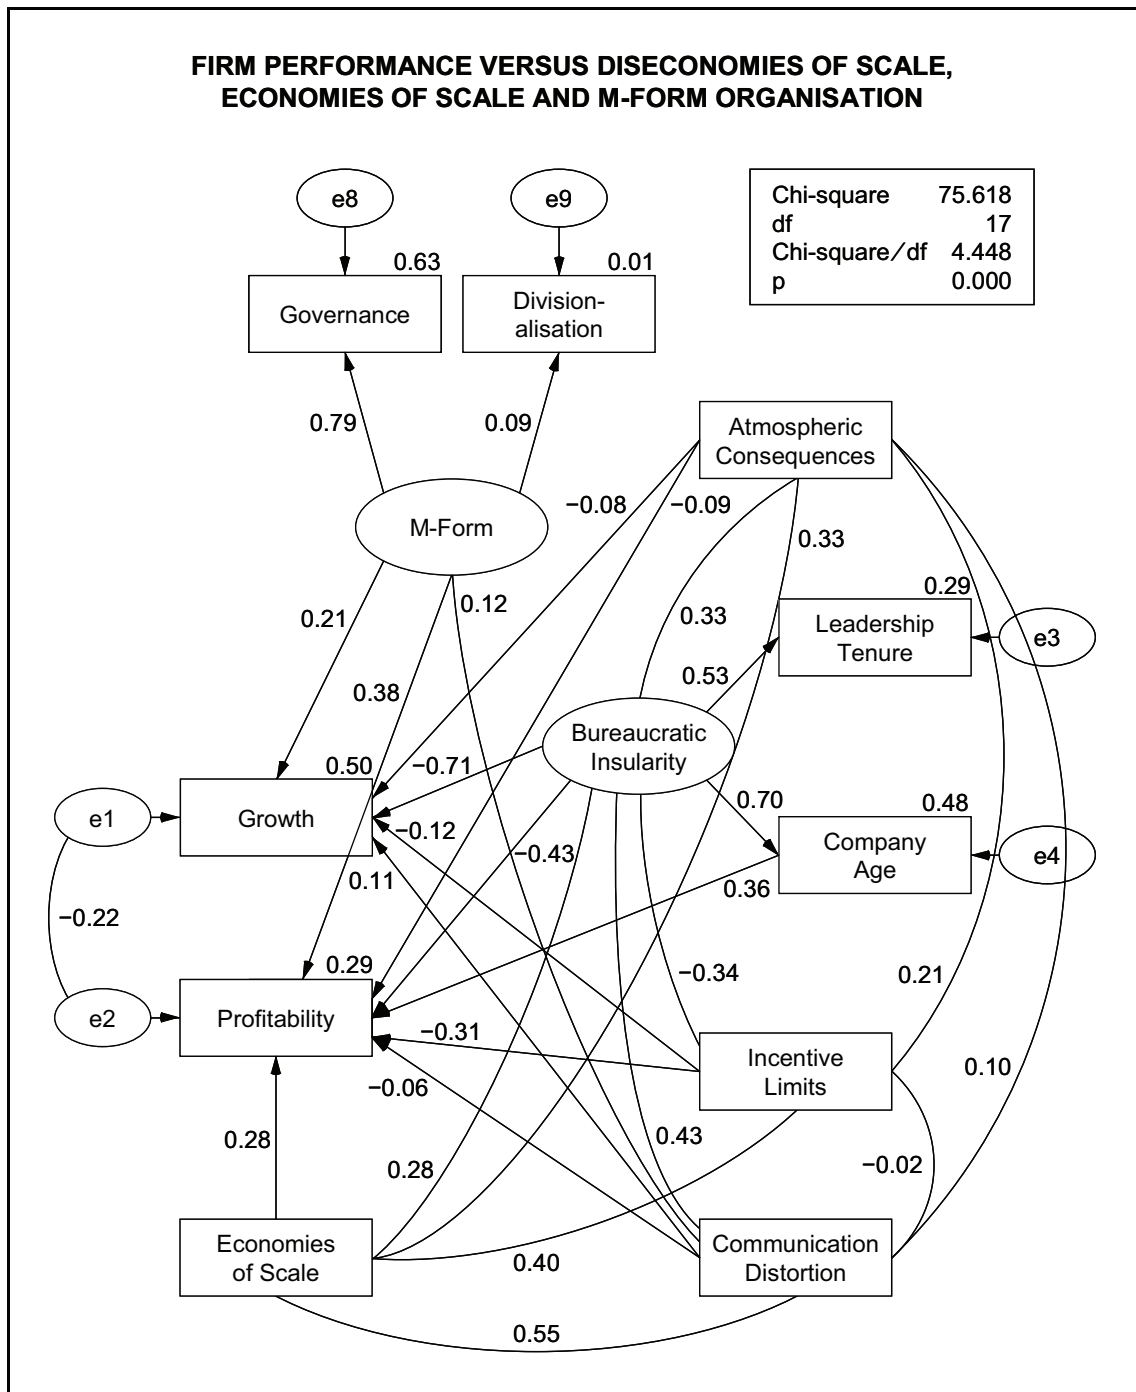 FIRM PERFORMANCE VERSUS DISECONOMIES OF SCALE,
ECONOMIES OF SCALE AND M-FORM ORGANISATION
e8
e9
Chi-square 75.618
df 17
Chi-square/df 4.448
p 0.000
0.63
0.01
Governance
Division-
alisation
0.79
0.09
Atmospheric
Consequences
M-Form
−0.08
−0.09
0.33
0.21
0.12
0.33
0.29
Leadership
Tenure
e3
0.53
0.38
Bureaucratic
Insularity
0.50
−0.71
0.70
0.48
e1
Growth
−0.12
−0.43
Company
Age
e4
0.11
0.36
−0.22
0.29
−0.34
0.21
e2
Profitability
−0.31
Incentive
Limits
0.10
−0.06
0.28
0.43
0.28
−0.02
Economies
of Scale
0.40
Communication
Distortion
0.55